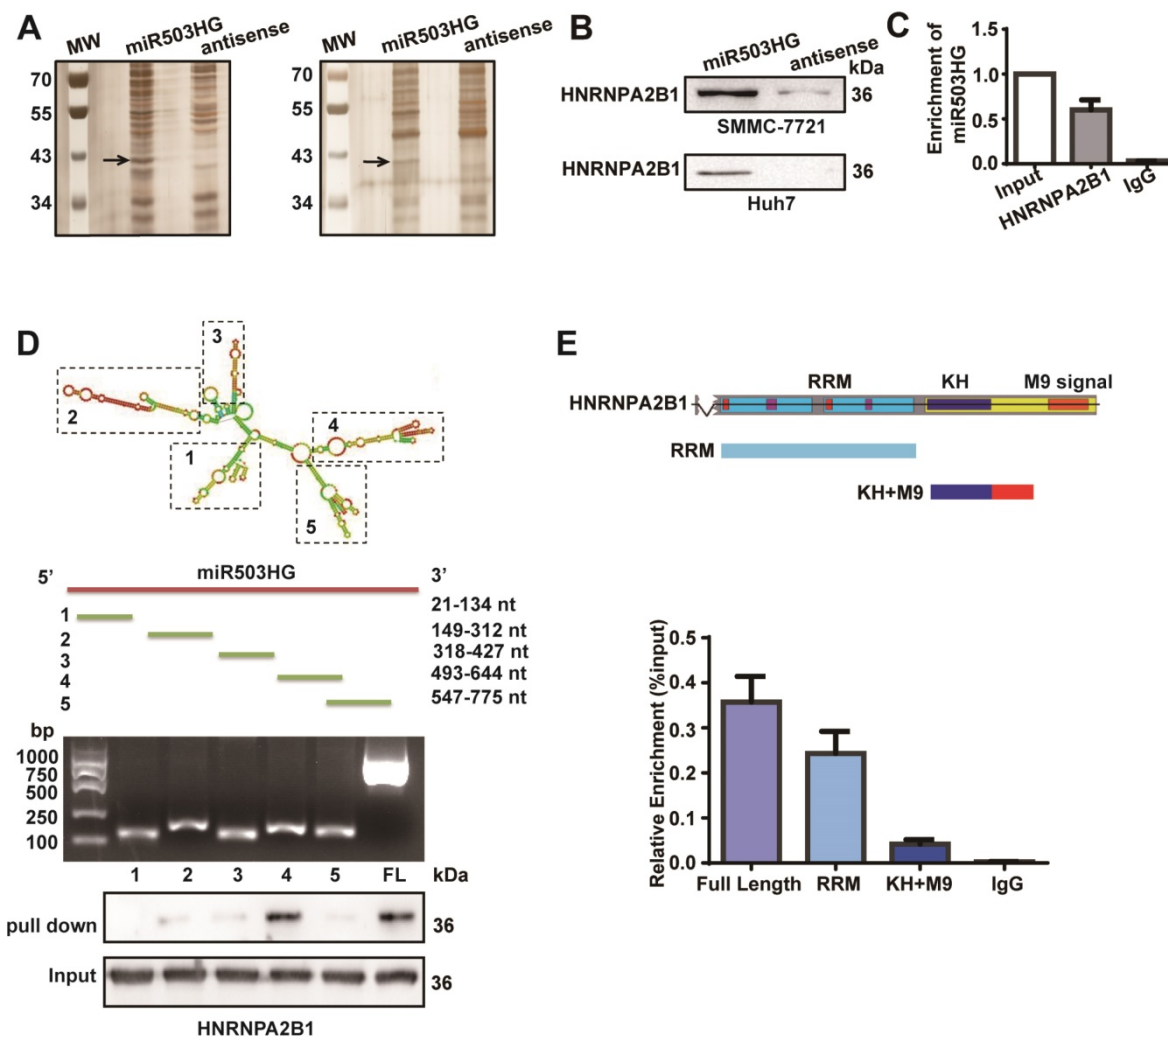 A
MW miR503HG antisense
70
55
43
34
MW miR503HG antisense
70
55
43
34
B
miR503HG antisense
kDa
HNRNPA2B1 36
SMMC-7721
HNRNPA2B1 36
Huh7
C
Enrichment of
miR503HG
1.5
1.0
0.5
0.0
Input HNRNPA2B1 IgG
D
3
2
4
1
5
miR503HG
5’ 3’
1 21-134 nt
2 149-312 nt
3 318-427 nt
4 493-644 nt
5 547-775 nt
bp
1000
750
500
250
100
1 2 3 4 5 FL kDa
pull down 36
Input 36
HNRNPA2B1
E
RRM KH M9 signal
HNRNPA2B1
RRM
KH+M9
Relative Enrichment (%input)
0.5
0.4
0.3
0.2
0.1
0.0
Full Length RRM KH+M9 IgG